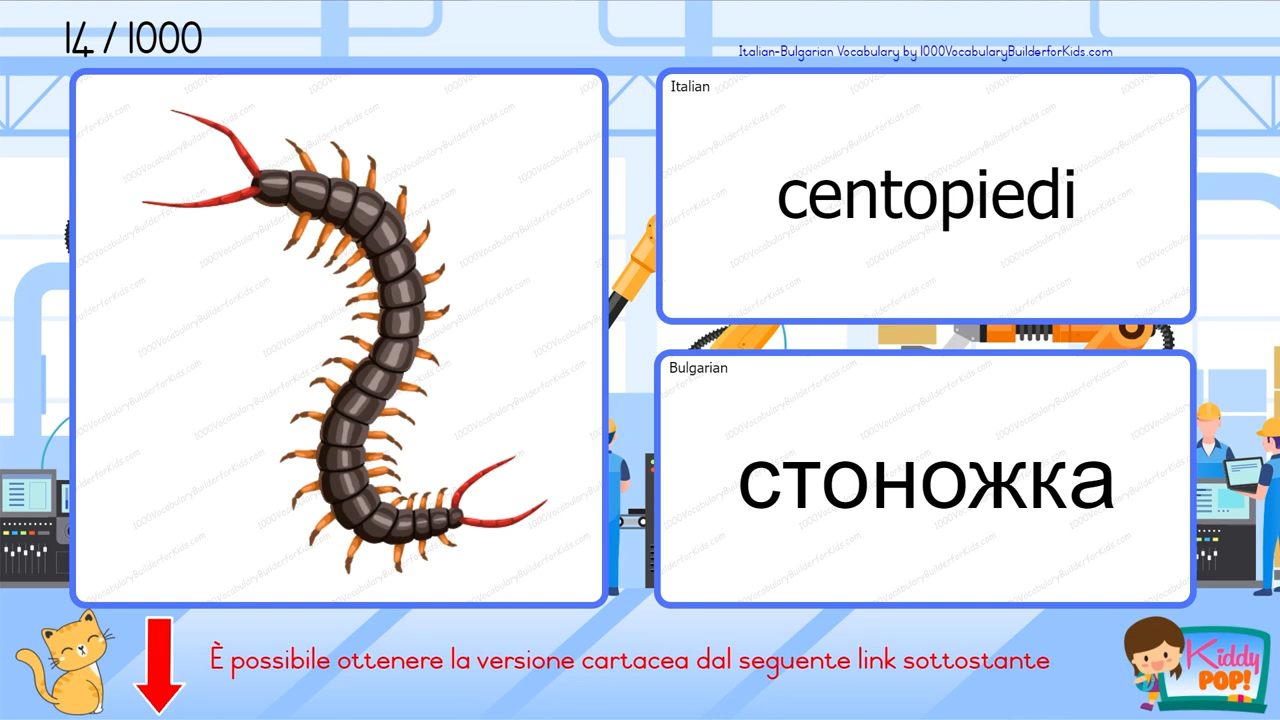 14 / 1000
Italian-Bulgarian Vocabulary by 1000VocabularyBuilderforKids.com
Italian
centopiedi
Bulgarian
стоножка
È possibile ottenere la versione cartacea dal seguente link sottostante
Kiddy
POP!